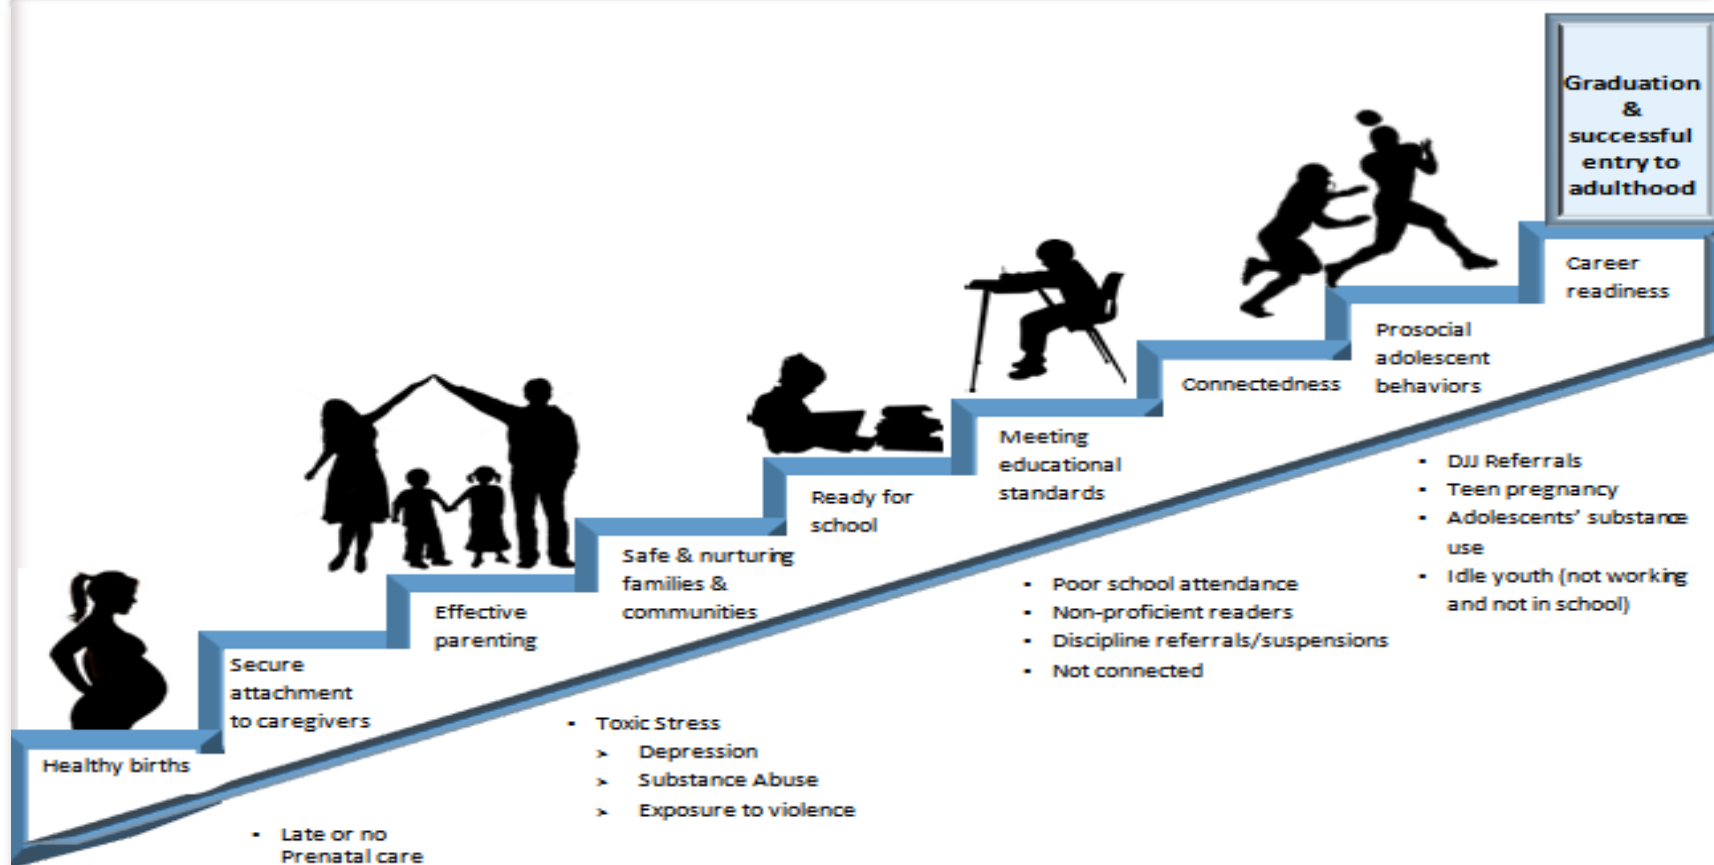 Graduation
&
successful
entry to
adulthood
Career
readiness
Prosocial
adolescent
behaviors
Connectedness
Meeting
educational
standards
Ready for
school
Safe & nurturing
families &
communities
Effective
parenting
Secure
attachment
to caregivers
Healthy births
▪ Late or no
Prenatal care
▪ Toxic Stress
➢ Depression
➢ Substance Abuse
➢ Exposure to violence
▪ Poor school attendance
▪ Non-proficient readers
▪ Discipline referrals/suspensions
▪ Not connected
▪ DJJ Referrals
▪ Teen pregnancy
▪ Adolescents’ substance
use
▪ Idle youth (not working
and not in school)